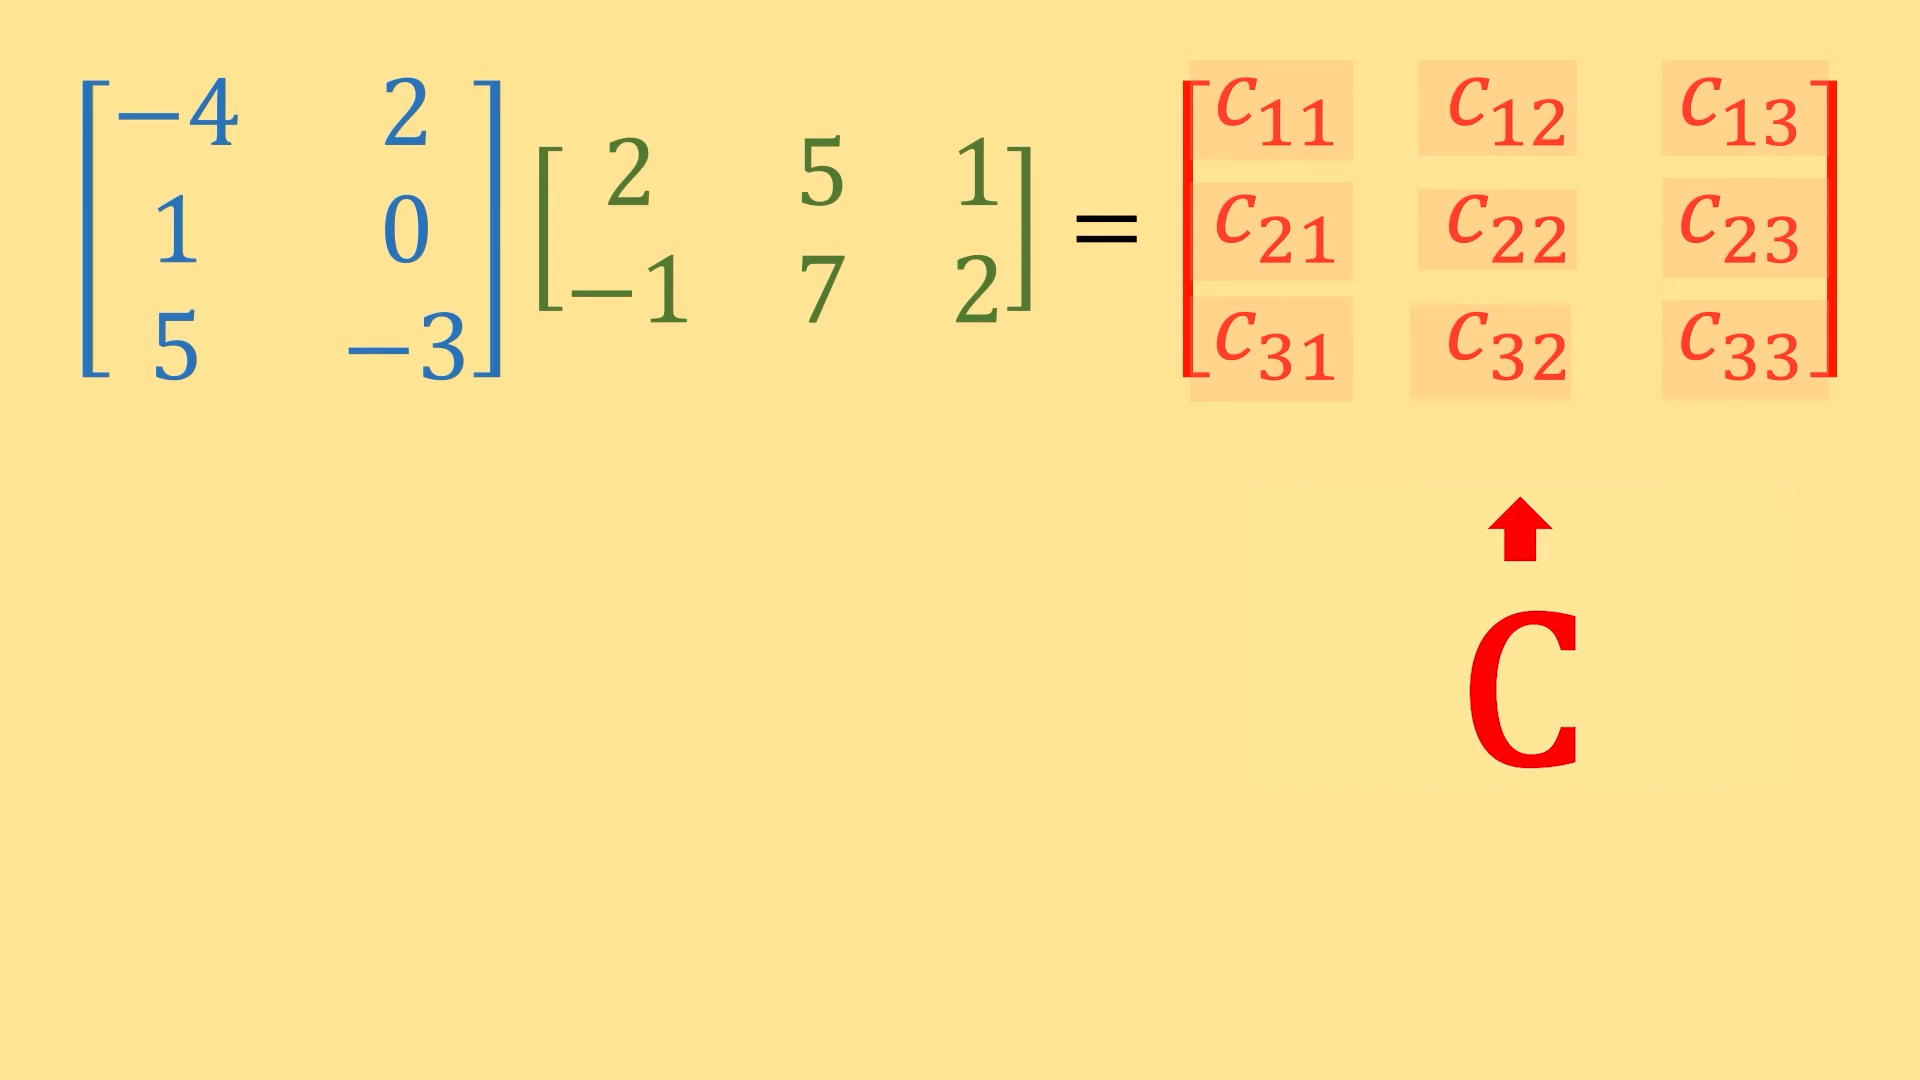 [−4 2
1 0
5 −3] [2 5 1
−1 7 2] = [c₁₁ c₁₂ c₁₃
c₂₁ c₂₂ c₂₃
c₃₁ c₃₂ c₃₃]
C